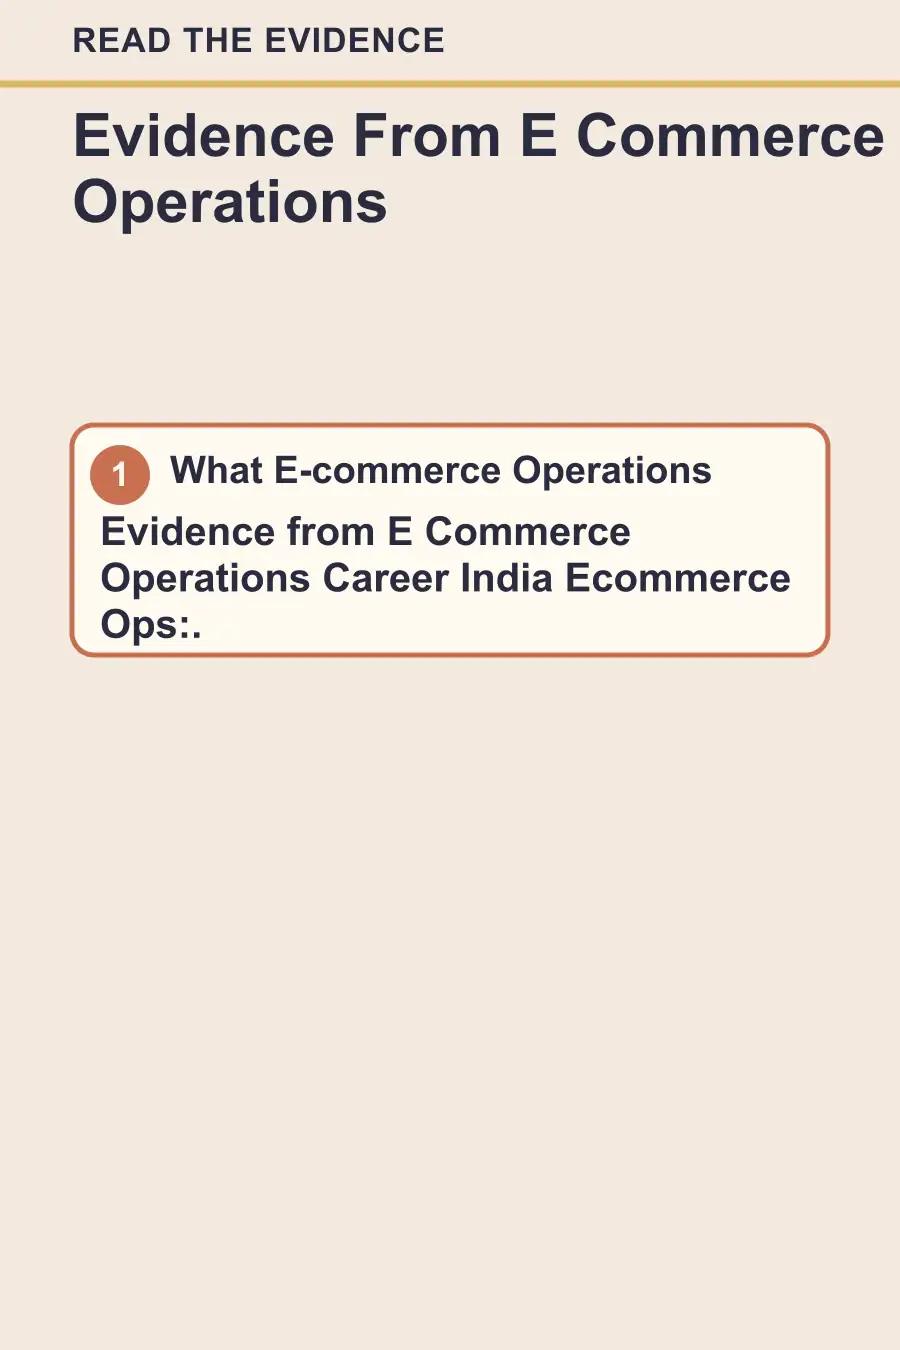 READ THE EVIDENCE
Evidence From E Commerce
Operations
1 What E-commerce Operations
Evidence from E Commerce
Operations Career India Ecommerce
Ops:.